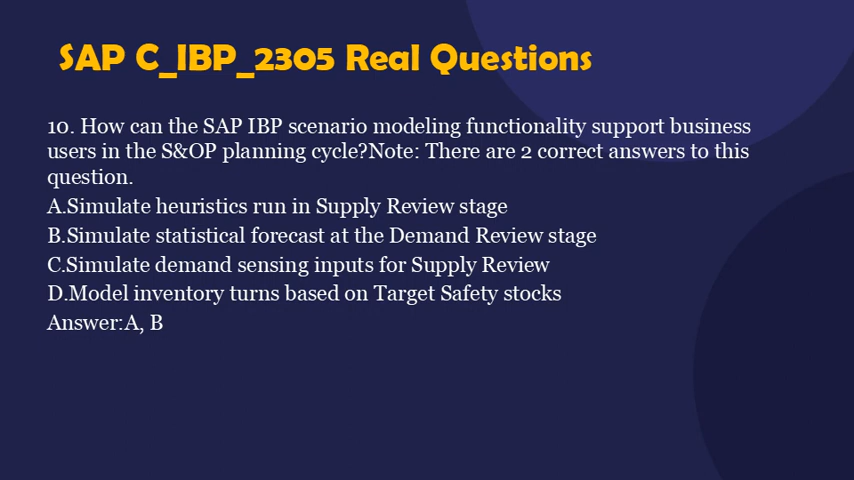 SAP C_IBP_2305 Real Questions
10. How can the SAP IBP scenario modeling functionality support business
users in the S&OP planning cycle?Note: There are 2 correct answers to this
question.
A.Simulate heuristics run in Supply Review stage
B.Simulate statistical forecast at the Demand Review stage
C.Simulate demand sensing inputs for Supply Review
D.Model inventory turns based on Target Safety stocks
Answer:A, B